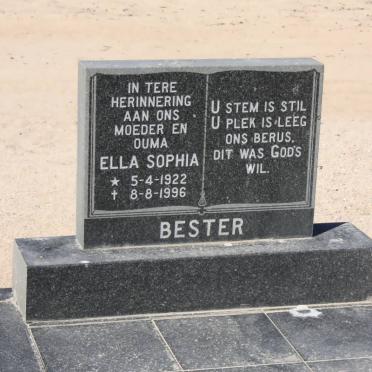 IN TERE
HERINNERING
AAN ONS
MOEDER EN
OUMA
ELLA SOPHIA
★ 5-4-1922
✝ 8-8-1996
U STEM IS STIL
U PLEK IS LEËG
ONS BERUS,
DIT WAS GOD'S
WIL.
BESTER